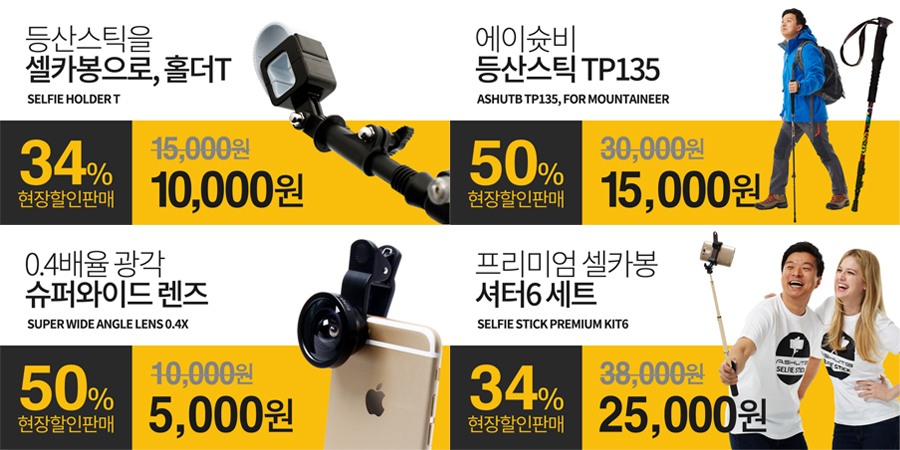 등산스틱을
셀카봉으로, 홀더T
SELFIE HOLDER T
34%
현장할인판매
15,000원
10,000원
에이슛비
등산스틱 TP135
ASHUTB TP135, FOR MOUNTAINEER
50%
현장할인판매
30,000원
15,000원
0.4배율 광각
슈퍼와이드 렌즈
SUPER WIDE ANGLE LENS 0.4X
50%
현장할인판매
10,000원
5,000원
프리미엄 셀카봉
셔터6 세트
SELFIE STICK PREMIUM KIT6
34%
현장할인판매
38,000원
25,000원
SELFIE STICK